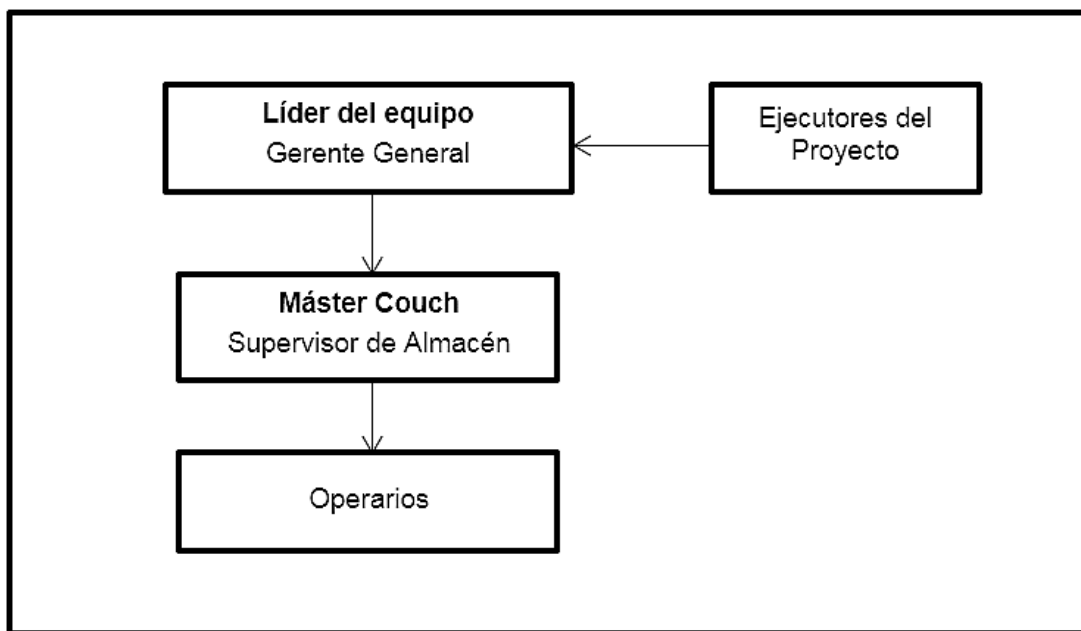 Líder del equipo
Gerente General
Ejecutores del
Proyecto
Máster Couch
Supervisor de Almacén
Operarios